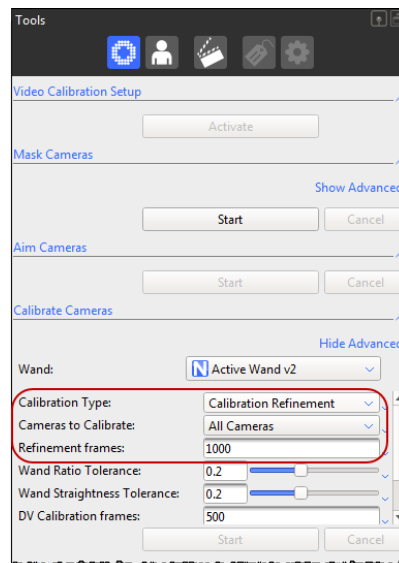 Tools
Video Calibration Setup
Activate
Mask Cameras
Show Advanced
Start Cancel
Aim Cameras
Start Cancel
Calibrate Cameras
Hide Advanced
Wand: N Active Wand v2
Calibration Type: Calibration Refinement
Cameras to Calibrate: All Cameras
Refinement frames: 1000
Wand Ratio Tolerance: 0.2
Wand Straightness Tolerance: 0.2
DV Calibration frames: 500
Start Cancel